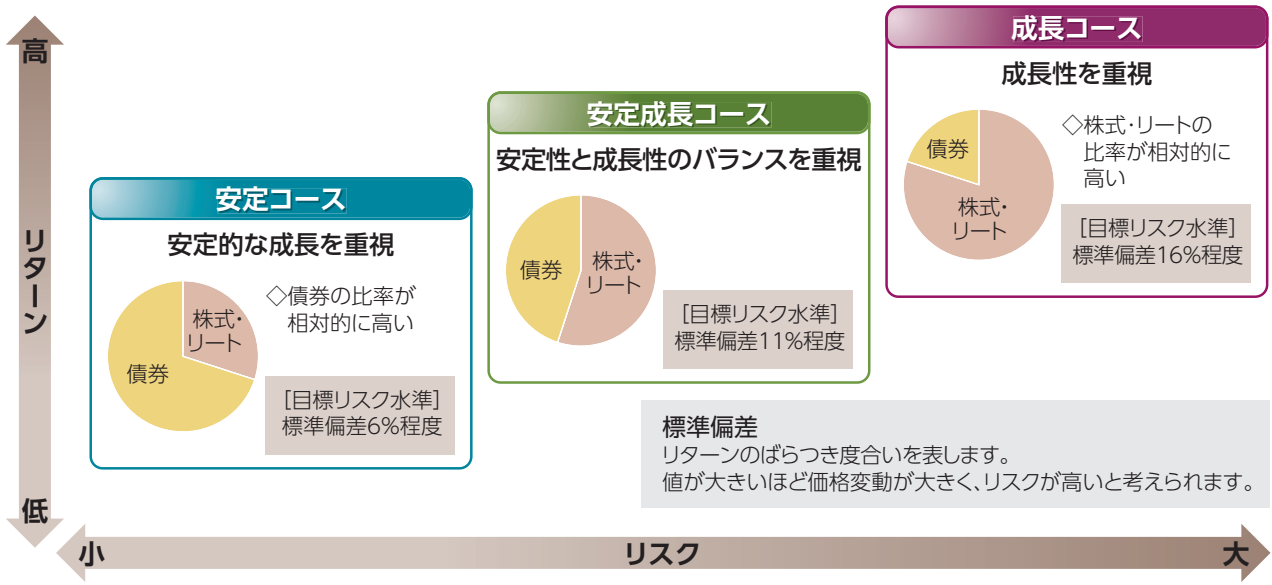 高
リターン
低
安定コース
安定的な成長を重視
株式・
リート
債券
◇債券の比率が
相対的に高い
[目標リスク水準]
標準偏差6%程度
安定成長コース
安定性と成長性のバランスを重視
債券
株式・
リート
[目標リスク水準]
標準偏差11%程度
成長コース
成長性を重視
債券
株式・
リート
◇株式・リートの
比率が相対的に
高い
[目標リスク水準]
標準偏差16%程度
標準偏差
リターンのばらつき度合いを表します。
値が大きいほど価格変動が大きく、リスクが高いと考えられます。
小
リスク
大